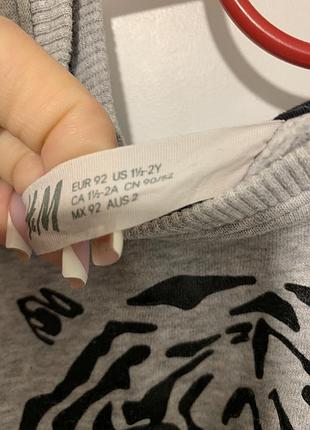 H&M
EUR 92 US 1½-2Y
CA 1½-2A CN 90/52
MX 92 AUS 2